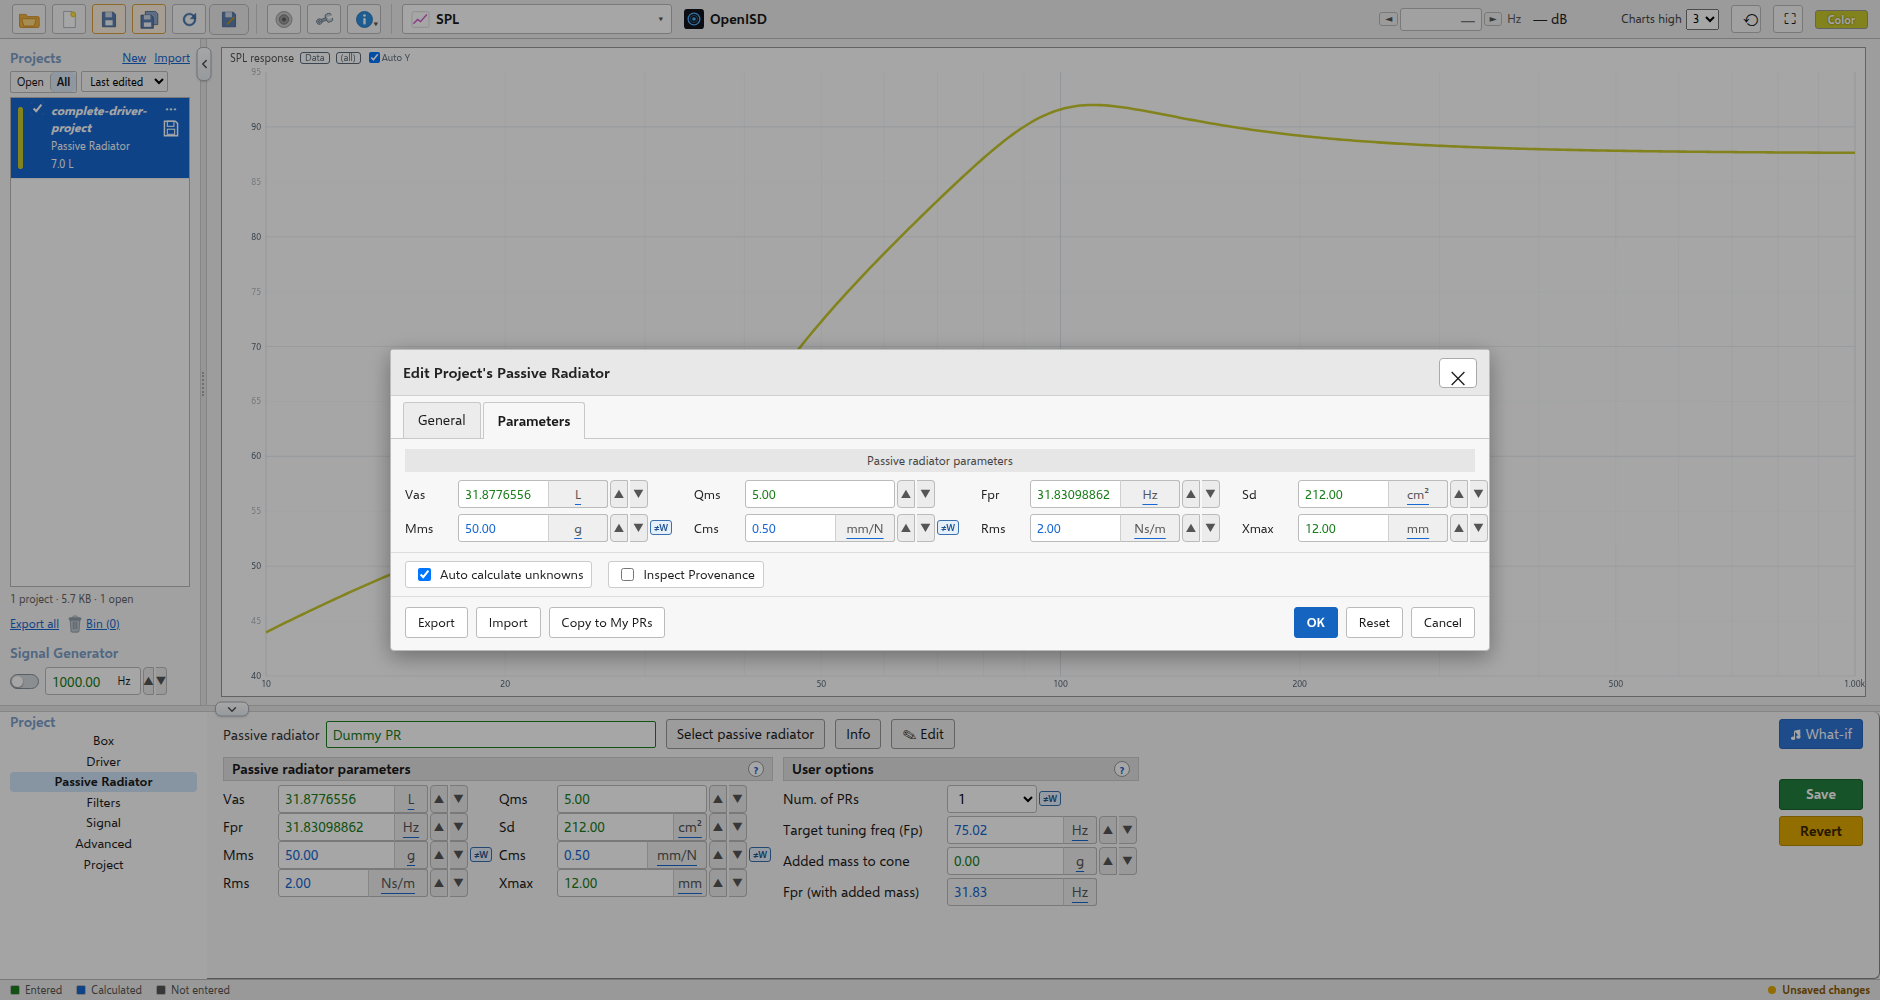 SPL
OpenISD
— Hz — dB
Charts high 3
Color
Projects New Import
Open All Last edited
complete-driver-project
Passive Radiator
7.0 L
SPL response Data (all) Auto Y
95
90
85
80
75
70
65
60
55
50
45
40
10 20 50 100 200 500 1.00k
Edit Project's Passive Radiator
General Parameters
Passive radiator parameters
Vas 31.8776556 L Qms 5.00 Fpr 31.83098862 Hz Sd 212.00 cm²
Mms 50.00 g ≠W Cms 0.50 mm/N ≠W Rms 2.00 Ns/m Xmax 12.00 mm
Auto calculate unknowns Inspect Provenance
Export Import Copy to My PRs OK Reset Cancel
1 project · 5.7 KB · 1 open
Export all Bin (0)
Signal Generator
1000.00 Hz
Project
Box
Driver
Passive Radiator
Filters
Signal
Advanced
Project
Passive radiator Dummy PR Select passive radiator Info Edit
Passive radiator parameters ?
Vas 31.8776556 L Qms 5.00
Fpr 31.83098862 Hz Sd 212.00 cm²
Mms 50.00 g ≠W Cms 0.50 mm/N ≠W
Rms 2.00 Ns/m Xmax 12.00 mm
User options ?
Num. of PRs 1 ≠W
Target tuning freq (Fp) 75.02 Hz
Added mass to cone 0.00 g
Fpr (with added mass) 31.83 Hz
What-if
Save
Revert
Entered Calculated Not entered
Unsaved changes